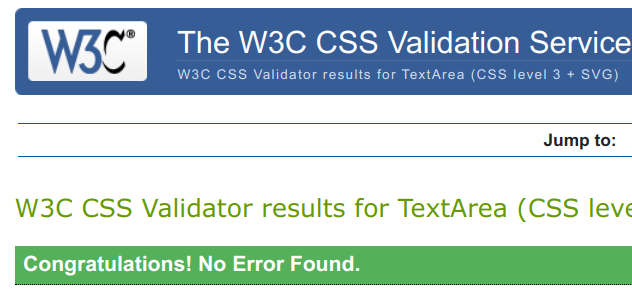 W3C®
The W3C CSS Validation Service
W3C CSS Validator results for TextArea (CSS level 3 + SVG)
Jump to:
W3C CSS Validator results for TextArea (CSS leve
Congratulations! No Error Found.